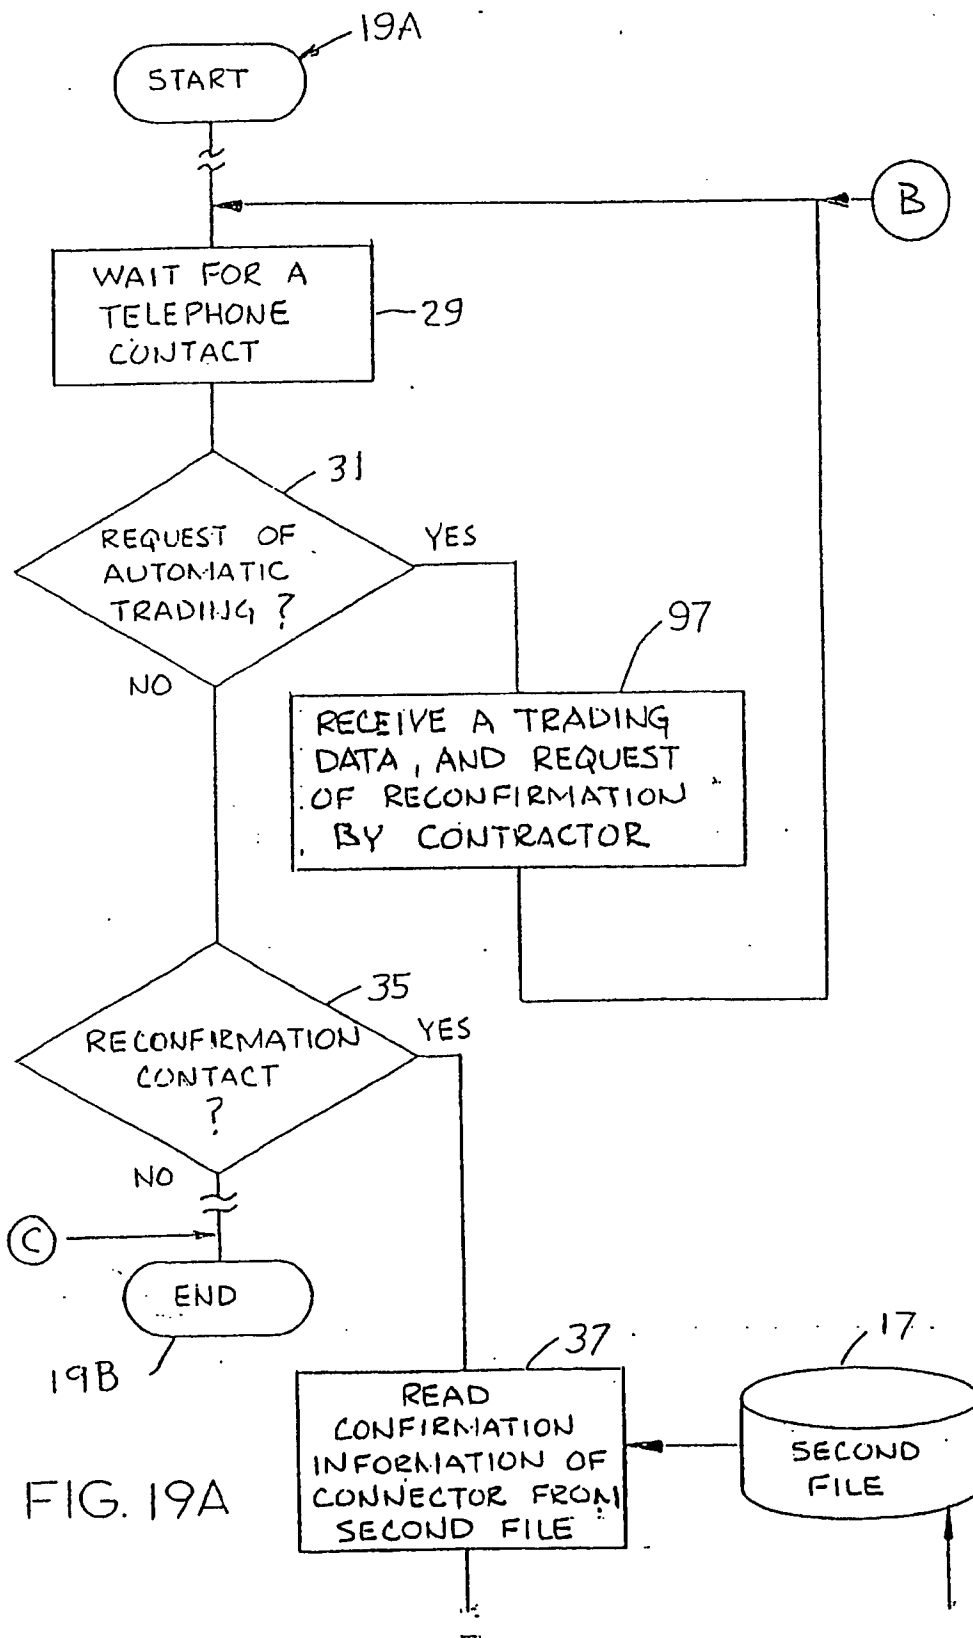 19A
START
B
WAIT FOR A
TELEPHONE
CONTACT
29
31
REQUEST OF
AUTOMATIC
TRADING ?
YES
NO
97
RECEIVE A TRADING
DATA, AND REQUEST
OF RECONFIRMATION
BY CONTRACTOR
35
RECONFIRMATION
CONTACT
?
YES
NO
C
END
19B
37
READ
CONFIRMATION
INFORMATION OF
CONNECTOR FROM
SECOND FILE
17
SECOND
FILE
FIG. 19A